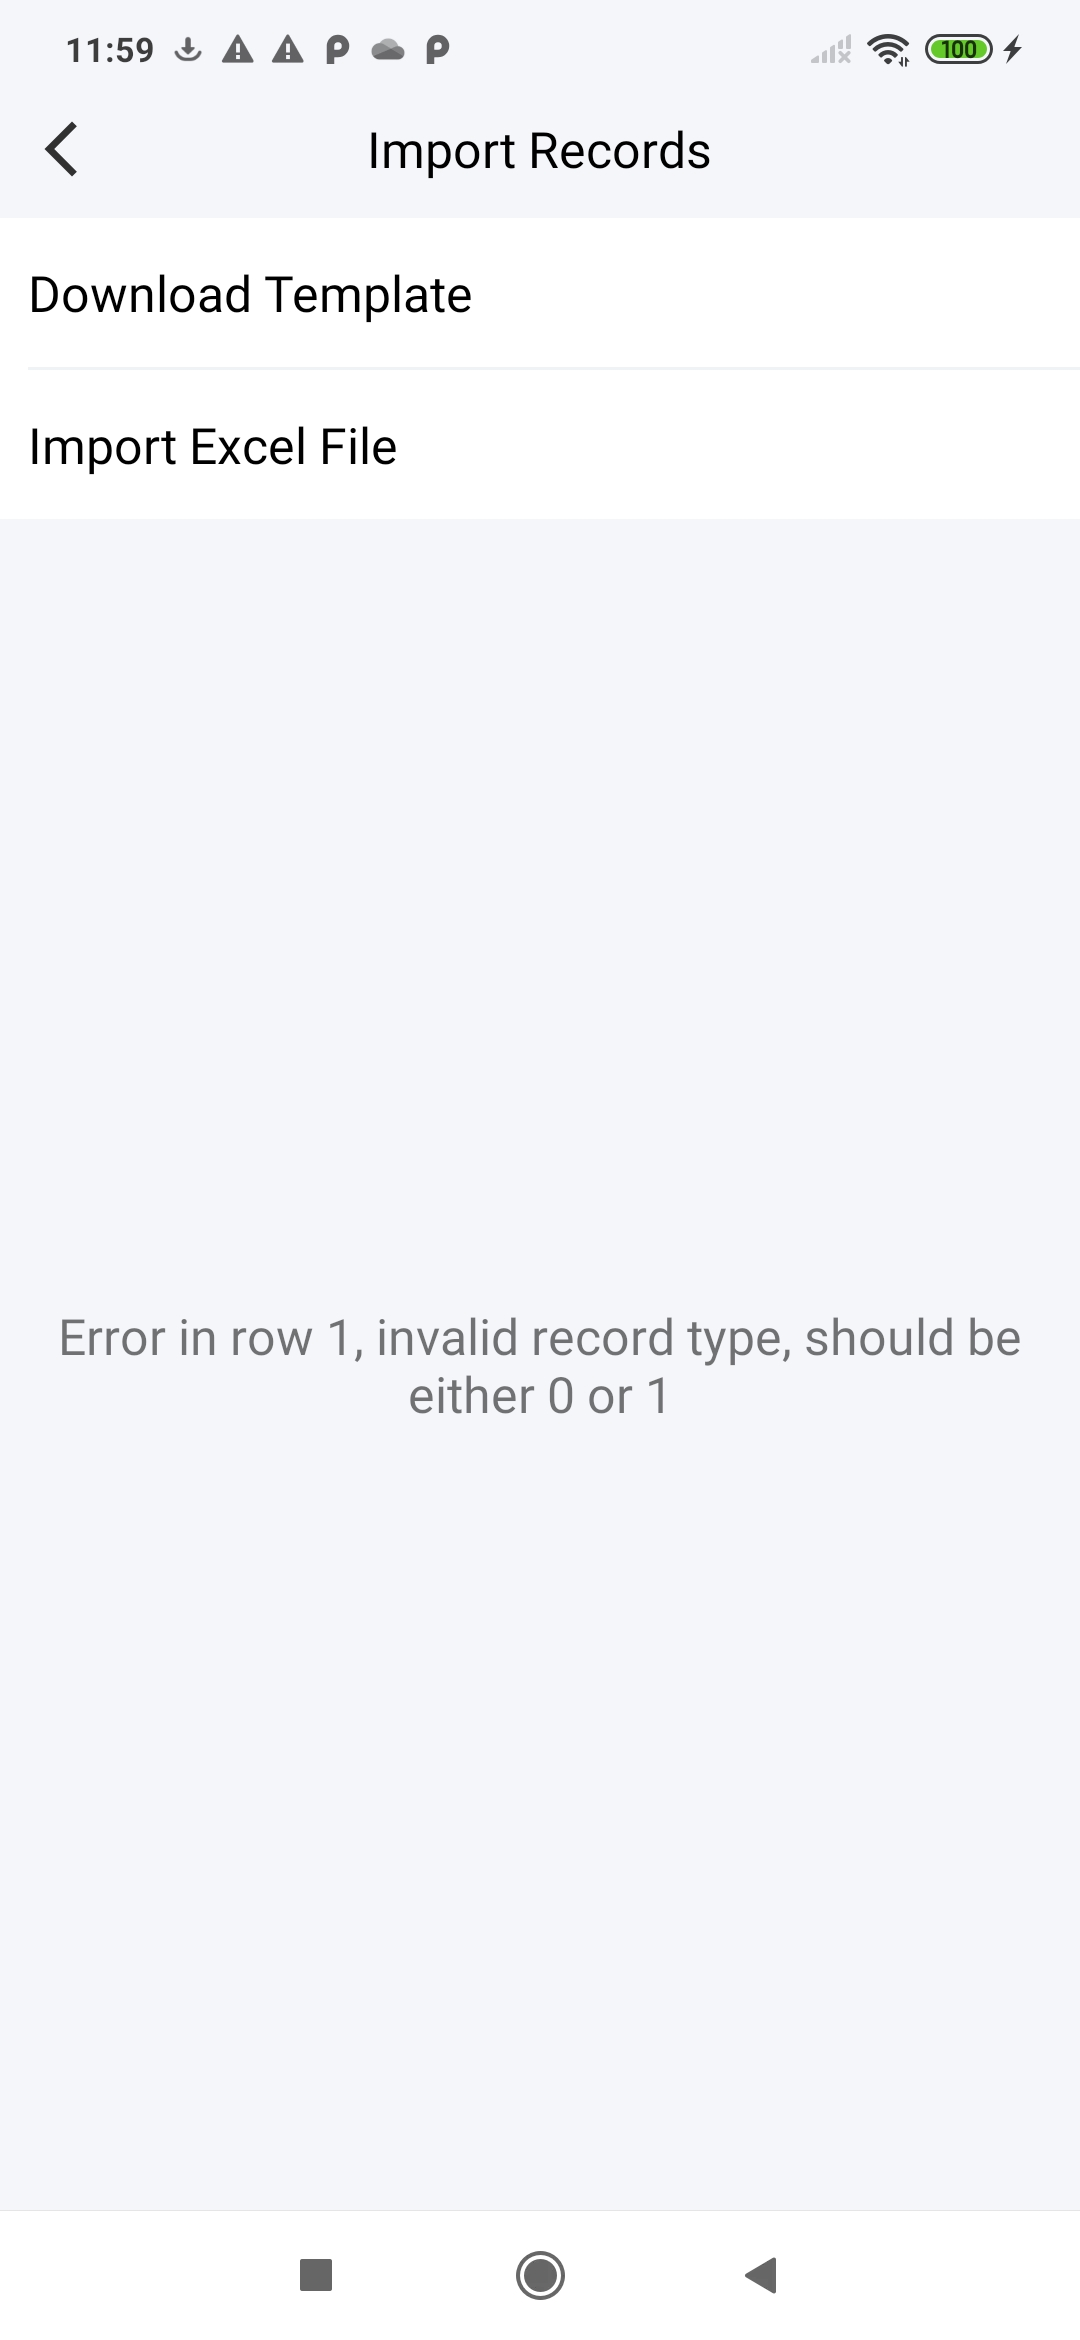 11:59
100
Import Records
Download Template
Import Excel File
Error in row 1, invalid record type, should be
either 0 or 1